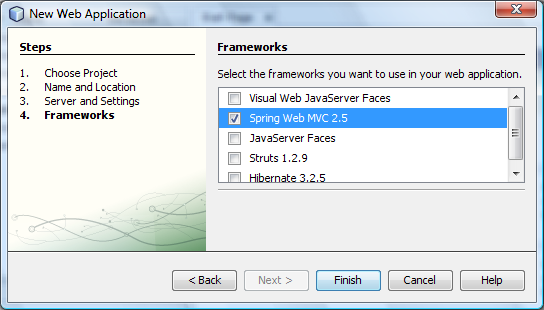 New Web Application
Steps
1. Choose Project
2. Name and Location
3. Server and Settings
4. Frameworks
Frameworks
Select the frameworks you want to use in your web application.
Visual Web JavaServer Faces
Spring Web MVC 2.5
JavaServer Faces
Struts 1.2.9
Hibernate 3.2.5
< Back
Next >
Finish
Cancel
Help